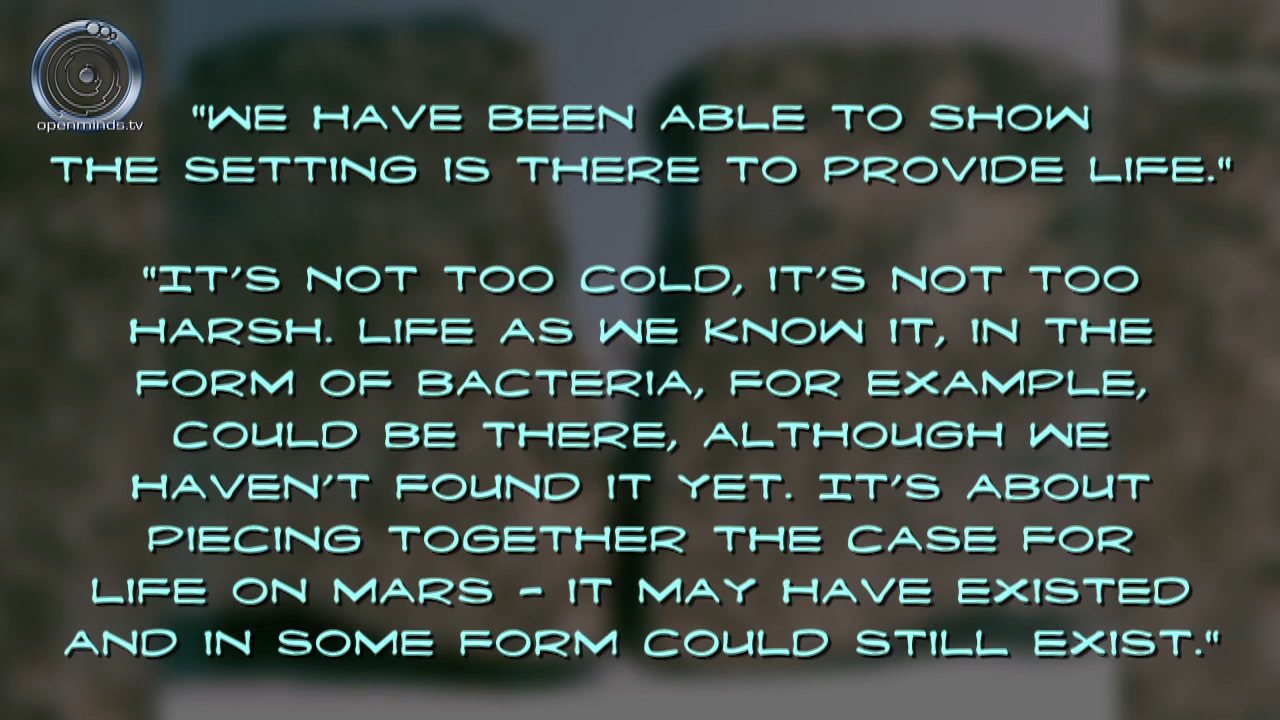 openminds.tv
"WE HAVE BEEN ABLE TO SHOW
THE SETTING IS THERE TO PROVIDE LIFE."
"IT'S NOT TOO COLD, IT'S NOT TOO
HARSH. LIFE AS WE KNOW IT, IN THE
FORM OF BACTERIA, FOR EXAMPLE,
COULD BE THERE, ALTHOUGH WE
HAVEN'T FOUND IT YET. IT'S ABOUT
PIECING TOGETHER THE CASE FOR
LIFE ON MARS - IT MAY HAVE EXISTED
AND IN SOME FORM COULD STILL EXIST."